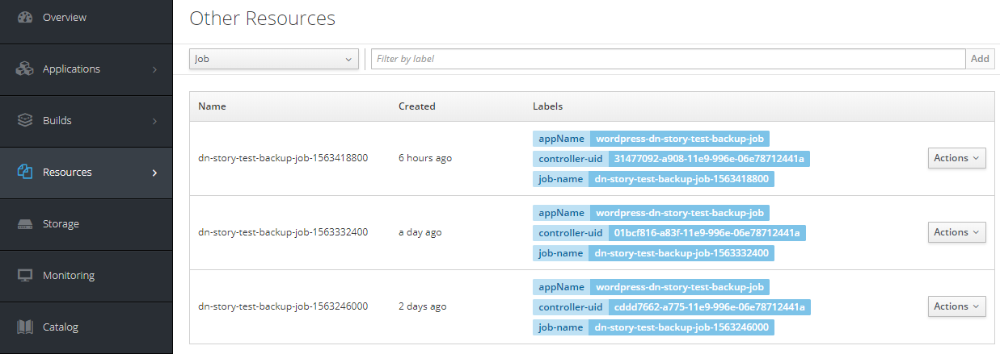 Overview
Applications
Builds
Resources
Storage
Monitoring
Catalog
Other Resources
Job
Filter by label
Add
Name Created Labels
dn-story-test-backup-job-1563418800 6 hours ago
appName wordpress-dn-story-test-backup-job
controller-uid 31477092-a908-11e9-996e-06e78712441a
job-name dn-story-test-backup-job-1563418800
Actions
dn-story-test-backup-job-1563332400 a day ago
appName wordpress-dn-story-test-backup-job
controller-uid 01bcf816-a83f-11e9-996e-06e78712441a
job-name dn-story-test-backup-job-1563332400
Actions
dn-story-test-backup-job-1563246000 2 days ago
appName wordpress-dn-story-test-backup-job
controller-uid cddd7662-a775-11e9-996e-06e78712441a
job-name dn-story-test-backup-job-1563246000
Actions